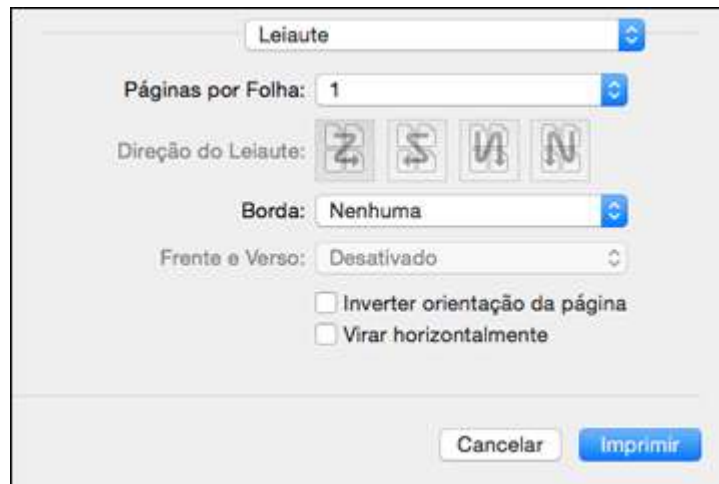 Leiaute
Páginas por Folha: 1
Direção do Leiaute:
Borda: Nenhuma
Frente e Verso: Desativado
Inverter orientação da página
Virar horizontalmente
Cancelar Imprimir